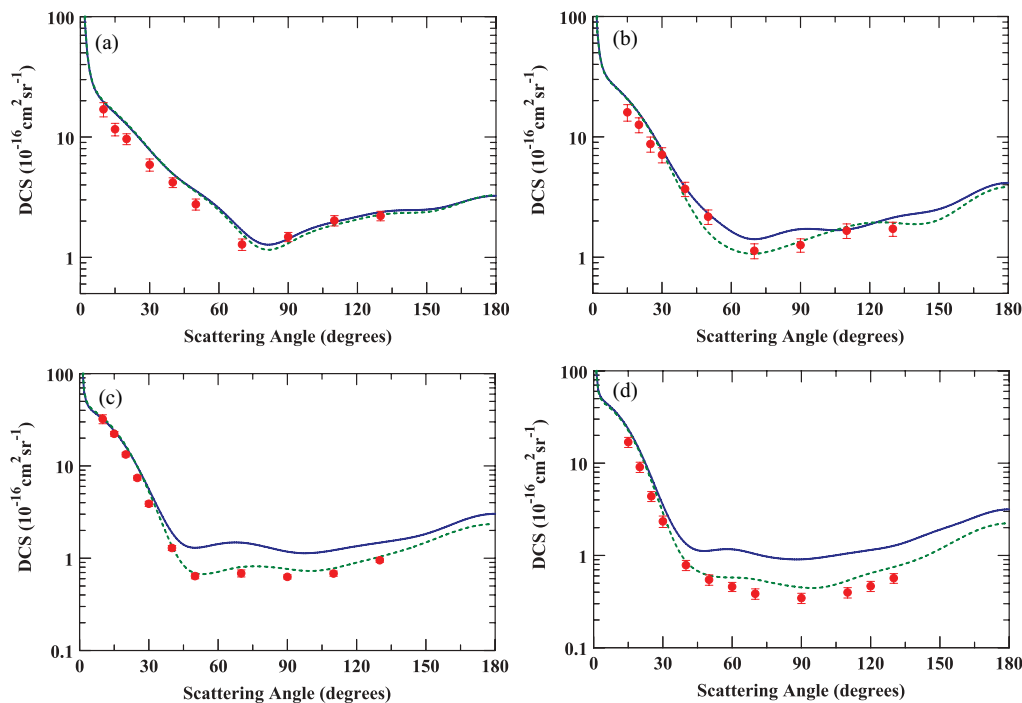 (a)
100
10
1
DCS (10⁻¹⁶cm²sr⁻¹)
0 30 60 90 120 150 180
Scattering Angle (degrees)
(b)
100
10
1
DCS (10⁻¹⁶cm²sr⁻¹)
0 30 60 90 120 150 180
Scattering Angle (degrees)
(c)
100
10
1
0.1
DCS (10⁻¹⁶cm²sr⁻¹)
0 30 60 90 120 150 180
Scattering Angle (degrees)
(d)
100
10
1
0.1
DCS (10⁻¹⁶cm²sr⁻¹)
0 30 60 90 120 150 180
Scattering Angle (degrees)